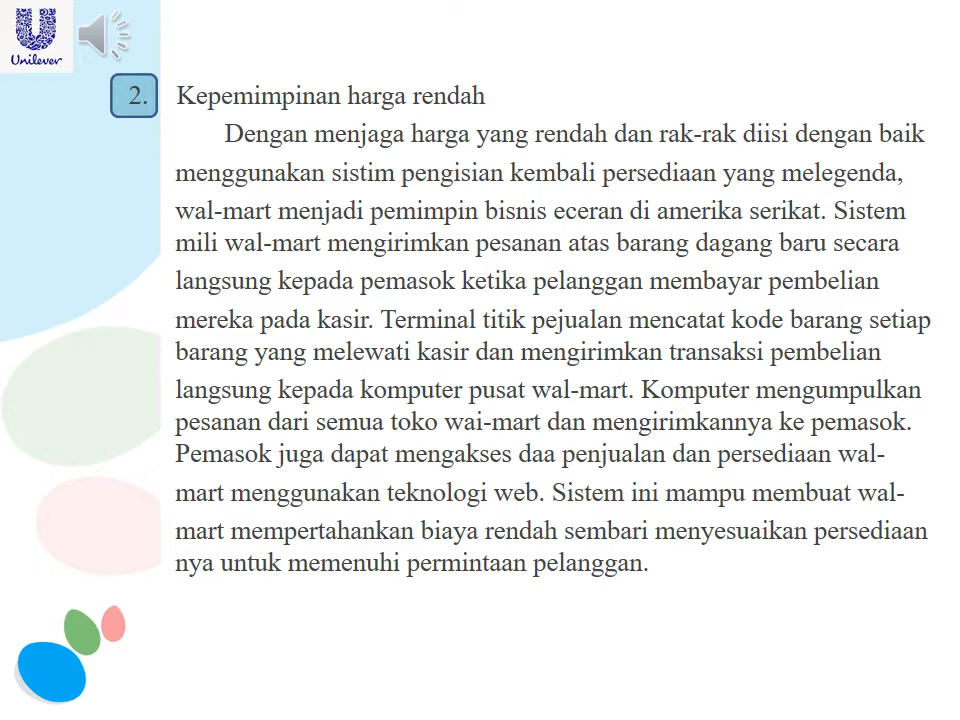 Unilever
2. Kepemimpinan harga rendah
Dengan menjaga harga yang rendah dan rak-rak diisi dengan baik
menggunakan sistim pengisian kembali persediaan yang melegenda,
wal-mart menjadi pemimpin bisnis eceran di amerika serikat. Sistem
mili wal-mart mengirimkan pesanan atas barang dagang baru secara
langsung kepada pemasok ketika pelanggan membayar pembelian
mereka pada kasir. Terminal titik pejualan mencatat kode barang setiap
barang yang melewati kasir dan mengirimkan transaksi pembelian
langsung kepada komputer pusat wal-mart. Komputer mengumpulkan
pesanan dari semua toko wai-mart dan mengirimkannya ke pemasok.
Pemasok juga dapat mengakses daa penjualan dan persediaan wal-
mart menggunakan teknologi web. Sistem ini mampu membuat wal-
mart mempertahankan biaya rendah sembari menyesuaikan persediaan
nya untuk memenuhi permintaan pelanggan.